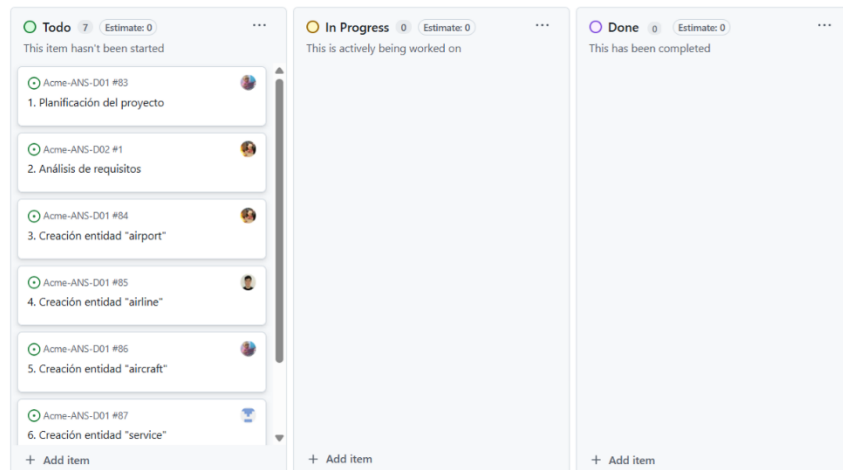 Todo 7 Estimate: 0 ...
This item hasn't been started
Acme-ANS-D01 #83
1. Planificación del proyecto
Acme-ANS-D02 #1
2. Análisis de requisitos
Acme-ANS-D01 #84
3. Creación entidad "airport"
Acme-ANS-D01 #85
4. Creación entidad "airline"
Acme-ANS-D01 #86
5. Creación entidad "aircraft"
Acme-ANS-D01 #87
6. Creación entidad "service"
+ Add item
In Progress 0 Estimate: 0 ...
This is actively being worked on
+ Add item
Done 0 Estimate: 0 ...
This has been completed
+ Add item